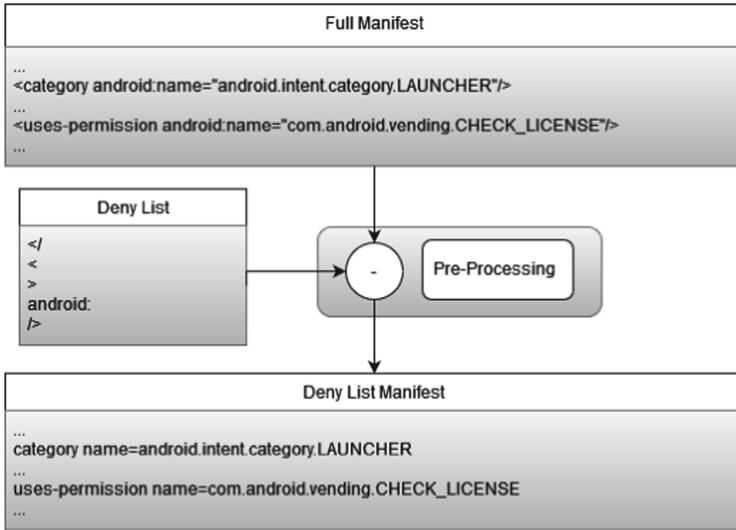 Full Manifest
...
<category android:name="android.intent.category.LAUNCHER"/>
...
<uses-permission android:name="com.android.vending.CHECK_LICENSE"/>
...
Deny List
</
<
>
android:
/>
-
Pre-Processing
Deny List Manifest
...
category name=android.intent.category.LAUNCHER
...
uses-permission name=com.android.vending.CHECK_LICENSE
...